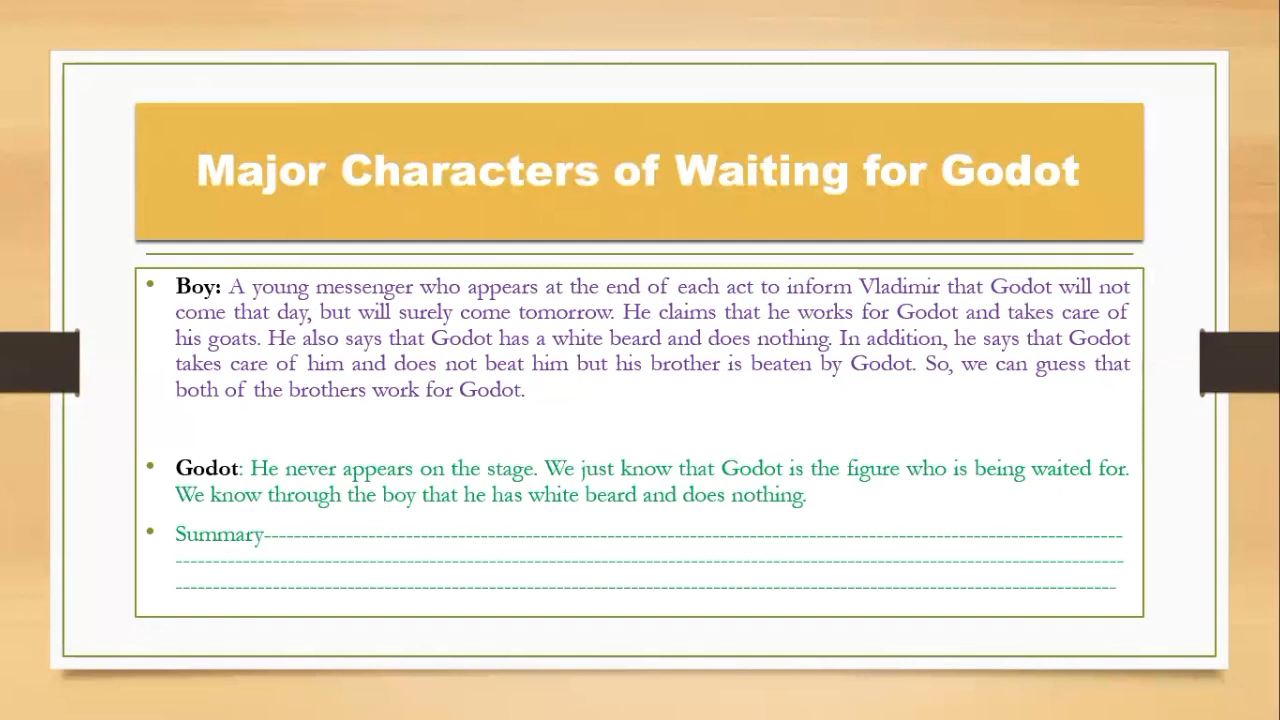 Major Characters of Waiting for Godot
• Boy: A young messenger who appears at the end of each act to inform Vladimir that Godot will not
come that day, but will surely come tomorrow. He claims that he works for Godot and takes care of
his goats. He also says that Godot has a white beard and does nothing. In addition, he says that Godot
takes care of him and does not beat him but his brother is beaten by Godot. So, we can guess that
both of the brothers work for Godot.
• Godot: He never appears on the stage. We just know that Godot is the figure who is being waited for.
We know through the boy that he has white beard and does nothing.
• Summary--------------------------------------------------------------------------------------------------------------------
--------------------------------------------------------------------------------------------------------------------------------
-------------------------------------------------------------------------------------------------------------------------------